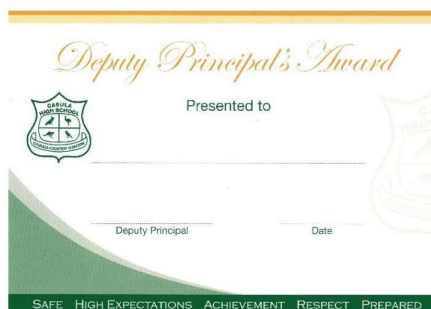 Deputy Principal's Award
Presented to
CASULA
HIGH SCHOOL
Deputy Principal
Date
SAFE HIGH EXPECTATIONS ACHIEVEMENT RESPECT PREPARED